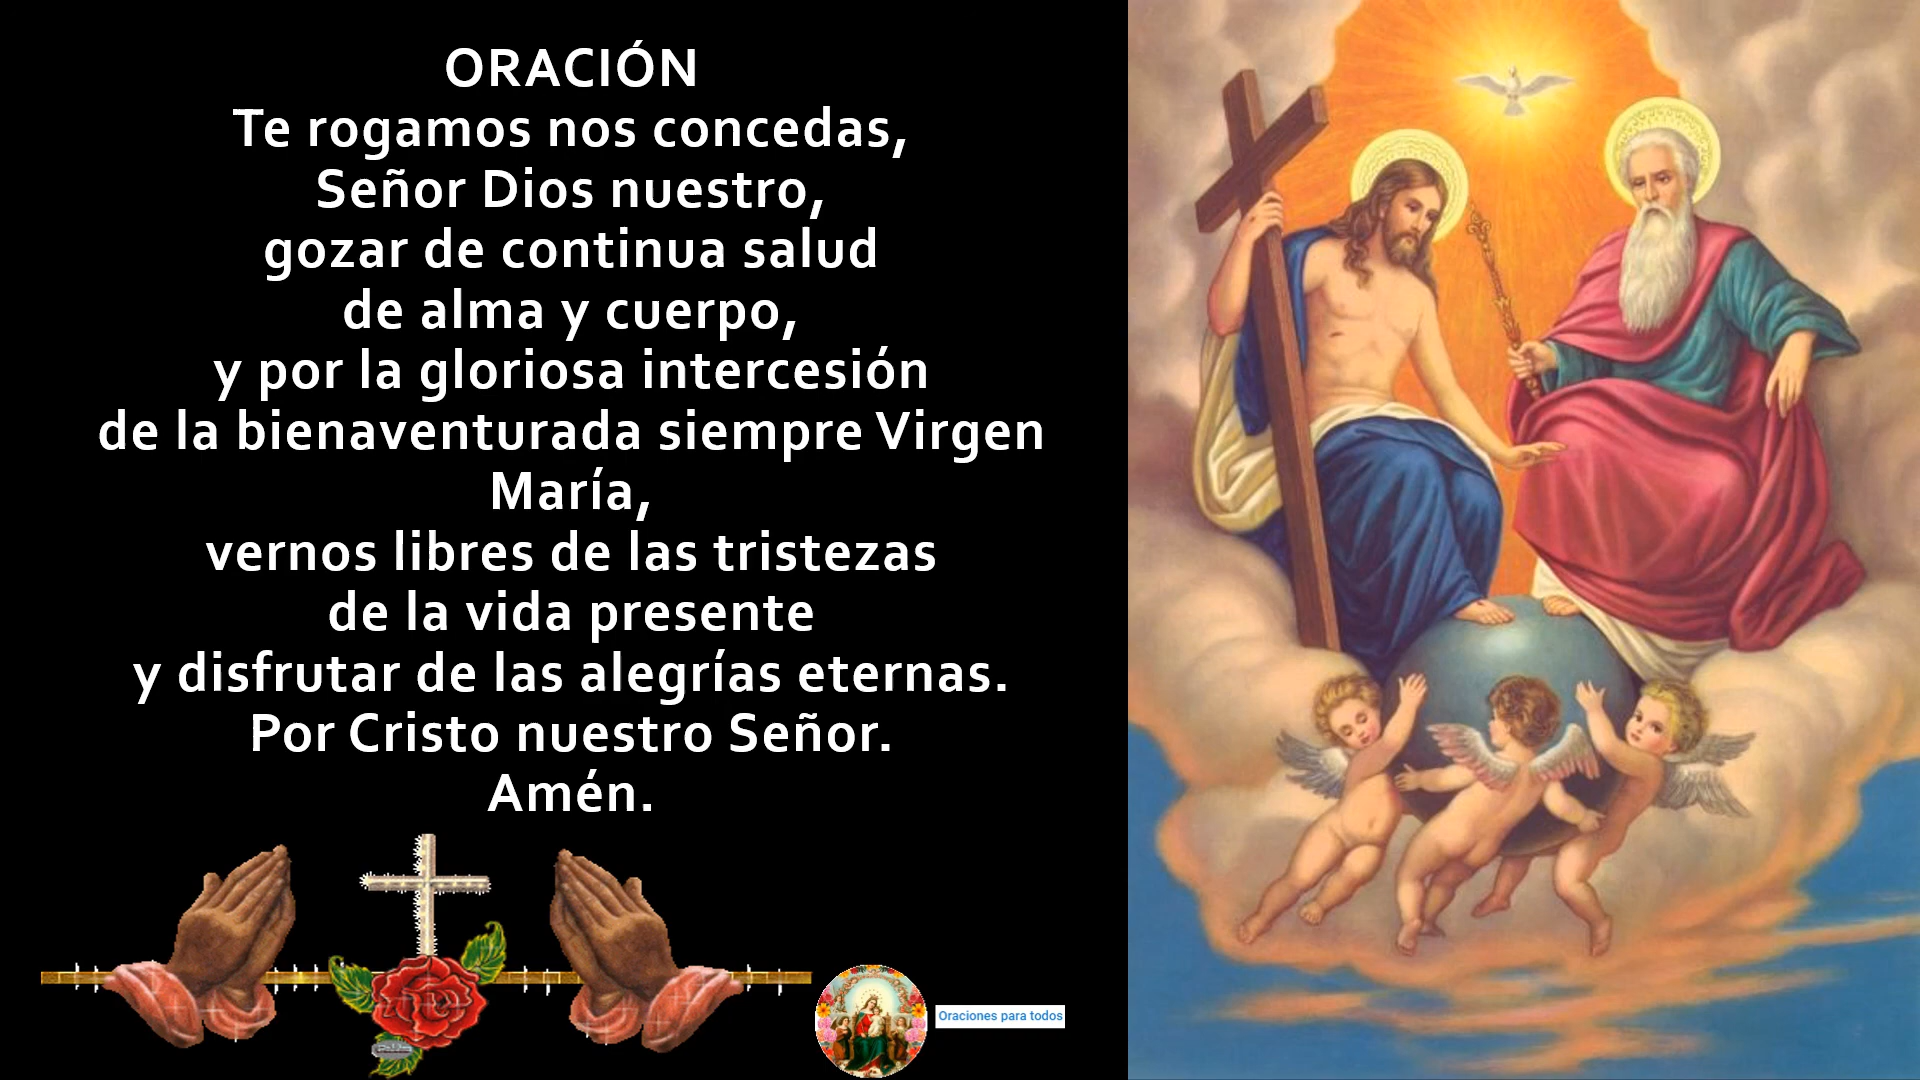 ORACIÓN
Te rogamos nos concedas,
Señor Dios nuestro,
gozar de continua salud
de alma y cuerpo,
y por la gloriosa intercesión
de la bienaventurada siempre Virgen
María,
vernos libres de las tristezas
de la vida presente
y disfrutar de las alegrías eternas.
Por Cristo nuestro Señor.
Amén.
Oraciones para todos